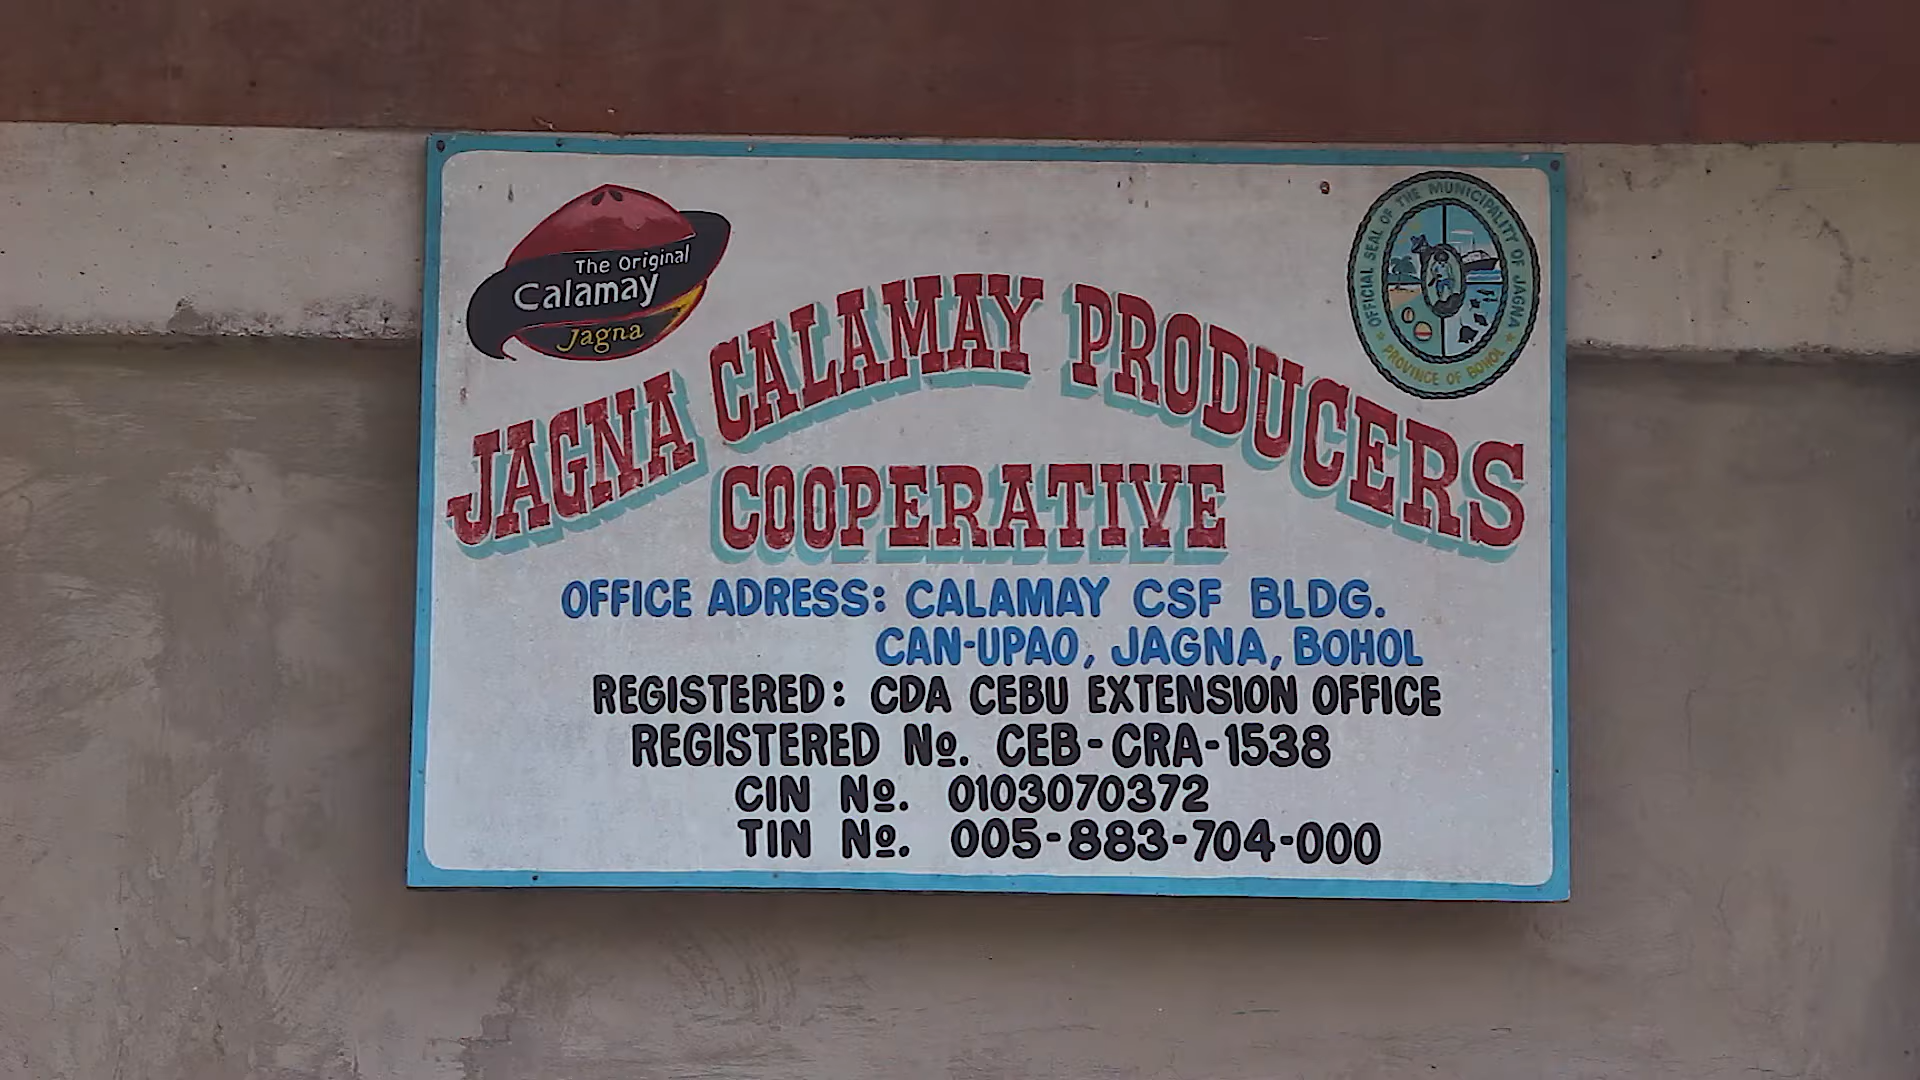 The Original
Calamay
Jagna
OFFICIAL SEAL OF THE MUNICIPALITY OF JAGNA
PROVINCE OF BOHOL
JAGNA CALAMAY PRODUCERS
COOPERATIVE
OFFICE ADRESS: CALAMAY CSF BLDG.
CAN-UPAO, JAGNA, BOHOL
REGISTERED: CDA CEBU EXTENSION OFFICE
REGISTERED No. CEB-CRA-1538
CIN No. 0103070372
TIN No. 005-883-704-000